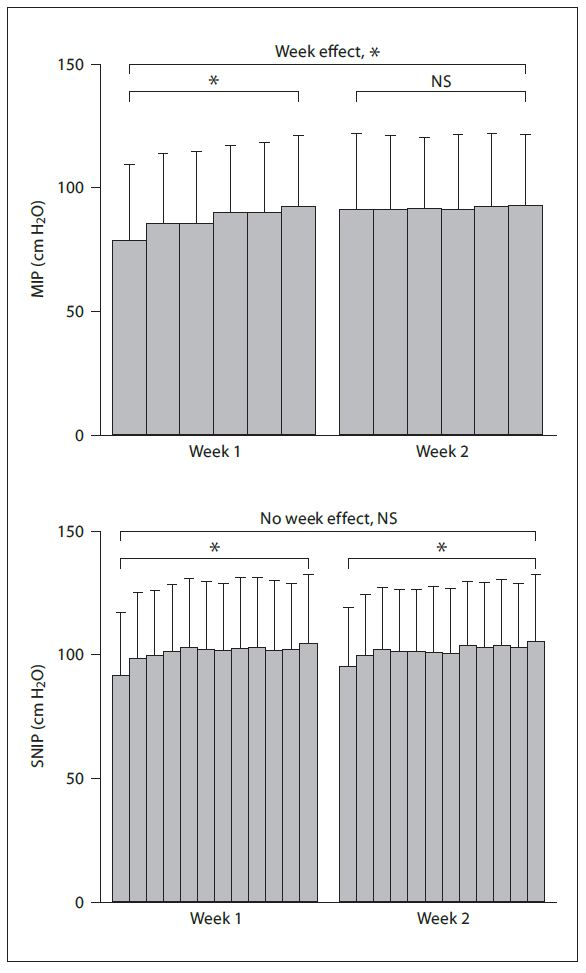 Week effect, *
150
*
NS
100
50
0
MIP (cm H₂O)
Week 1
Week 2
No week effect, NS
150
*
*
100
50
0
SNIP (cm H₂O)
Week 1
Week 2